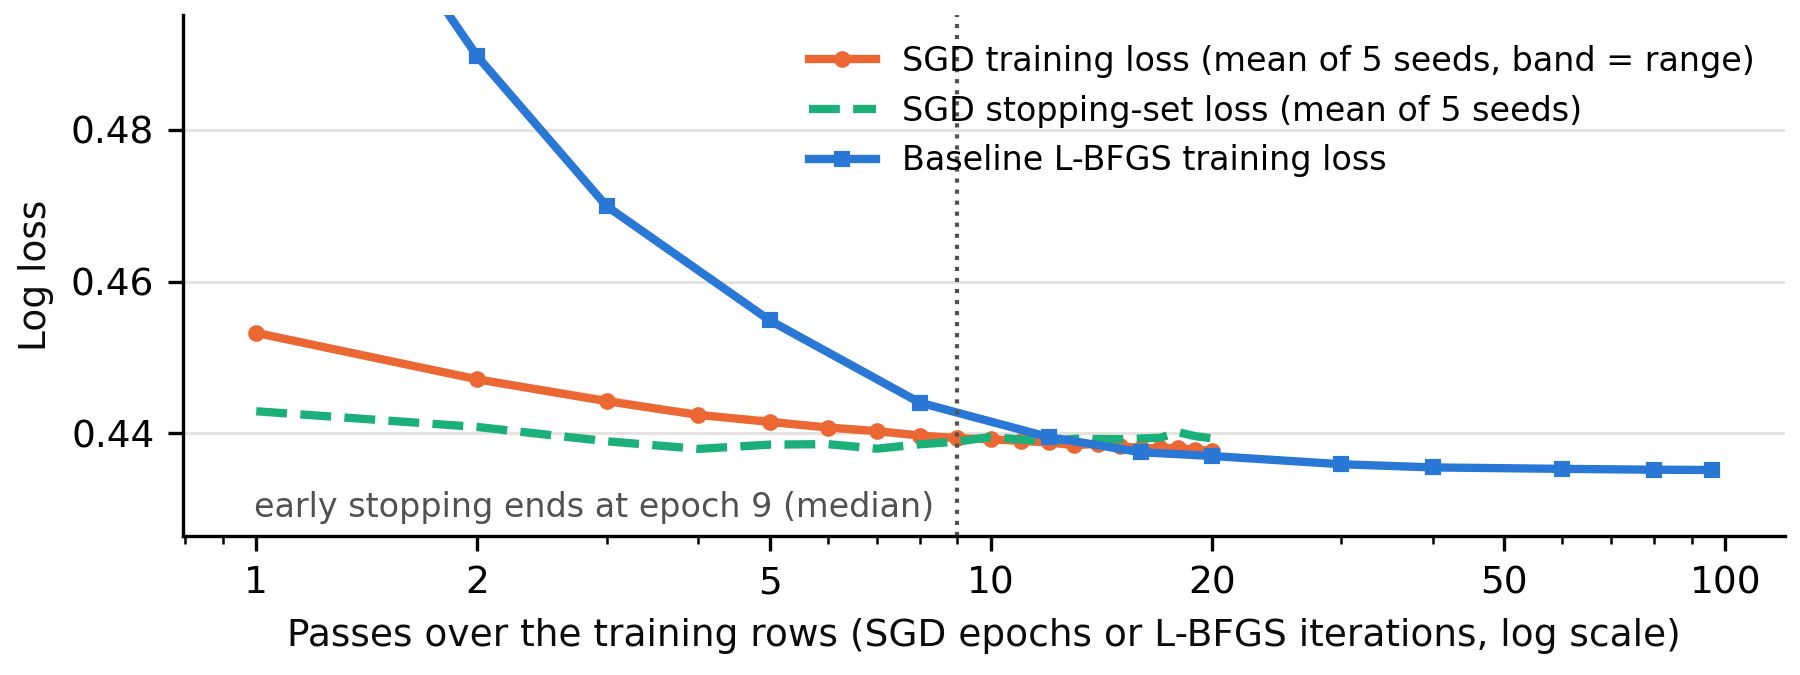 SGD training loss (mean of 5 seeds, band = range)
SGD stopping-set loss (mean of 5 seeds)
Baseline L-BFGS training loss
0.48
0.46
0.44
Log loss
early stopping ends at epoch 9 (median)
1 2 5 10 20 50 100
Passes over the training rows (SGD epochs or L-BFGS iterations, log scale)